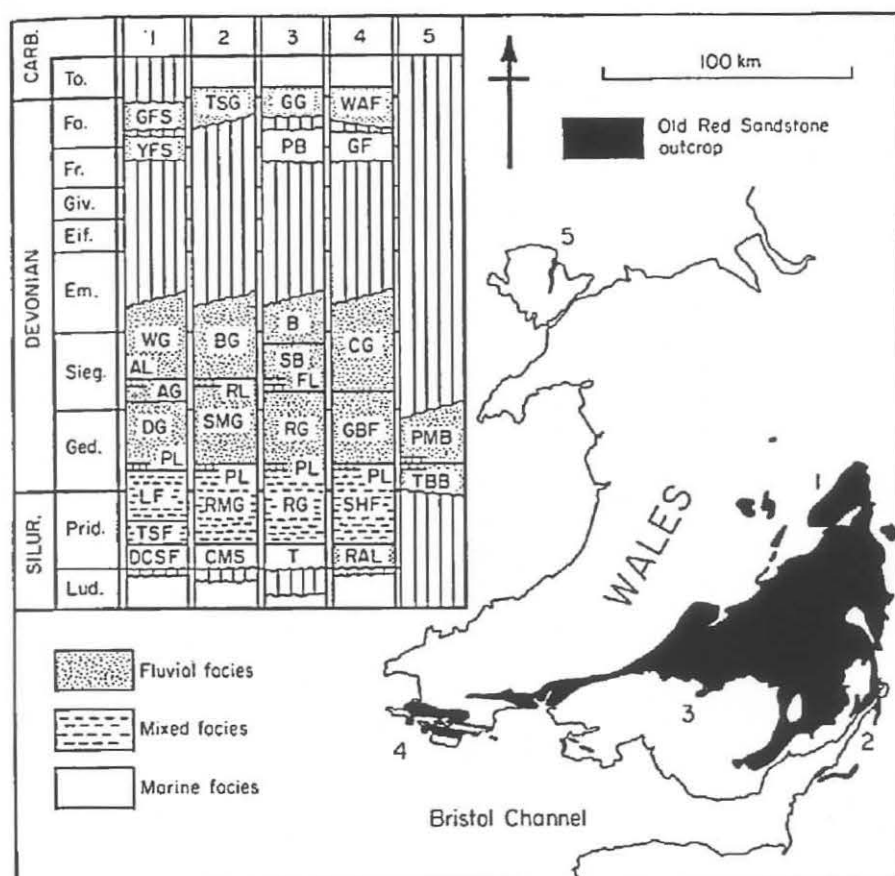 CARB.
1 2 3 4 5
To.
DEVONIAN
Fa. GFS TSG GG WAF
YFS PB GF
Fr.
Giv.
Eif.
Em.
B
WG BG CG
Sieg. SB
AL FL
AG RL
DG SMG RG GBF PMB
Ged.
PL PL PL PL TBB
SILUR.
LF RMG RG SHF
Prid. TSF
DCSF CMS T RAL
Lud.
Fluvial facies
Mixed facies
Marine facies
100 km
Old Red Sandstone
outcrop
5
1
WALES
3
4
2
Bristol Channel